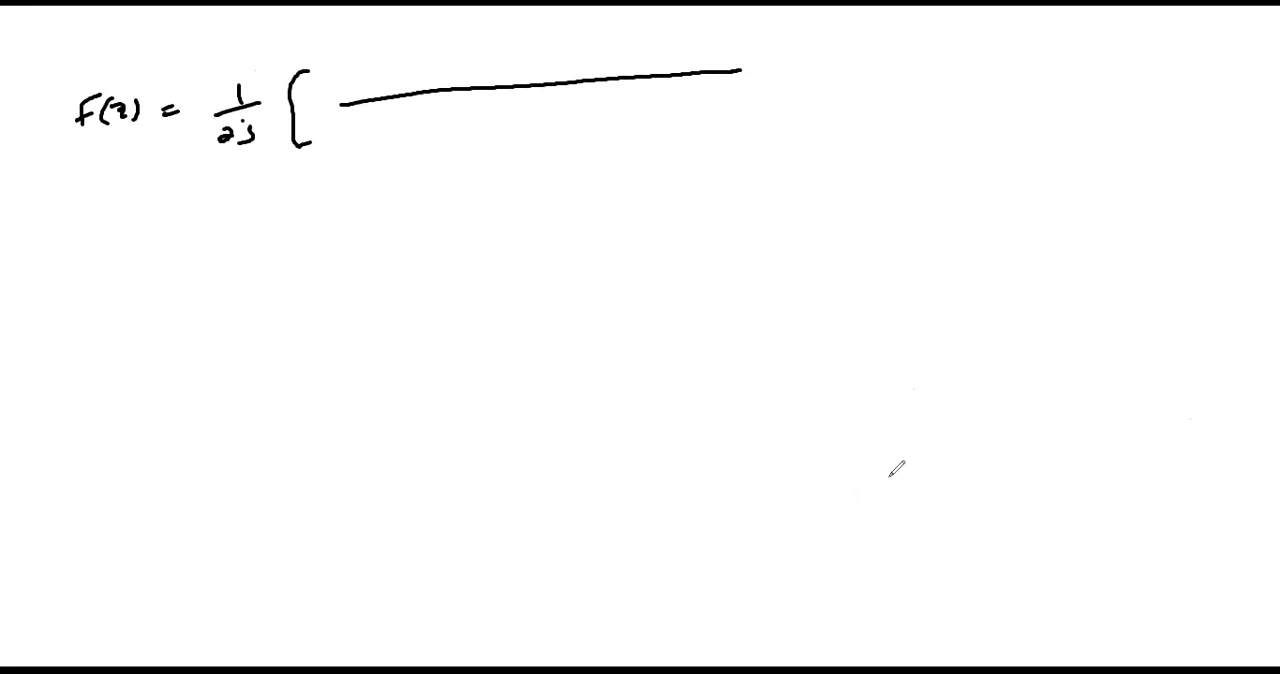 F(z) = 1/2j [